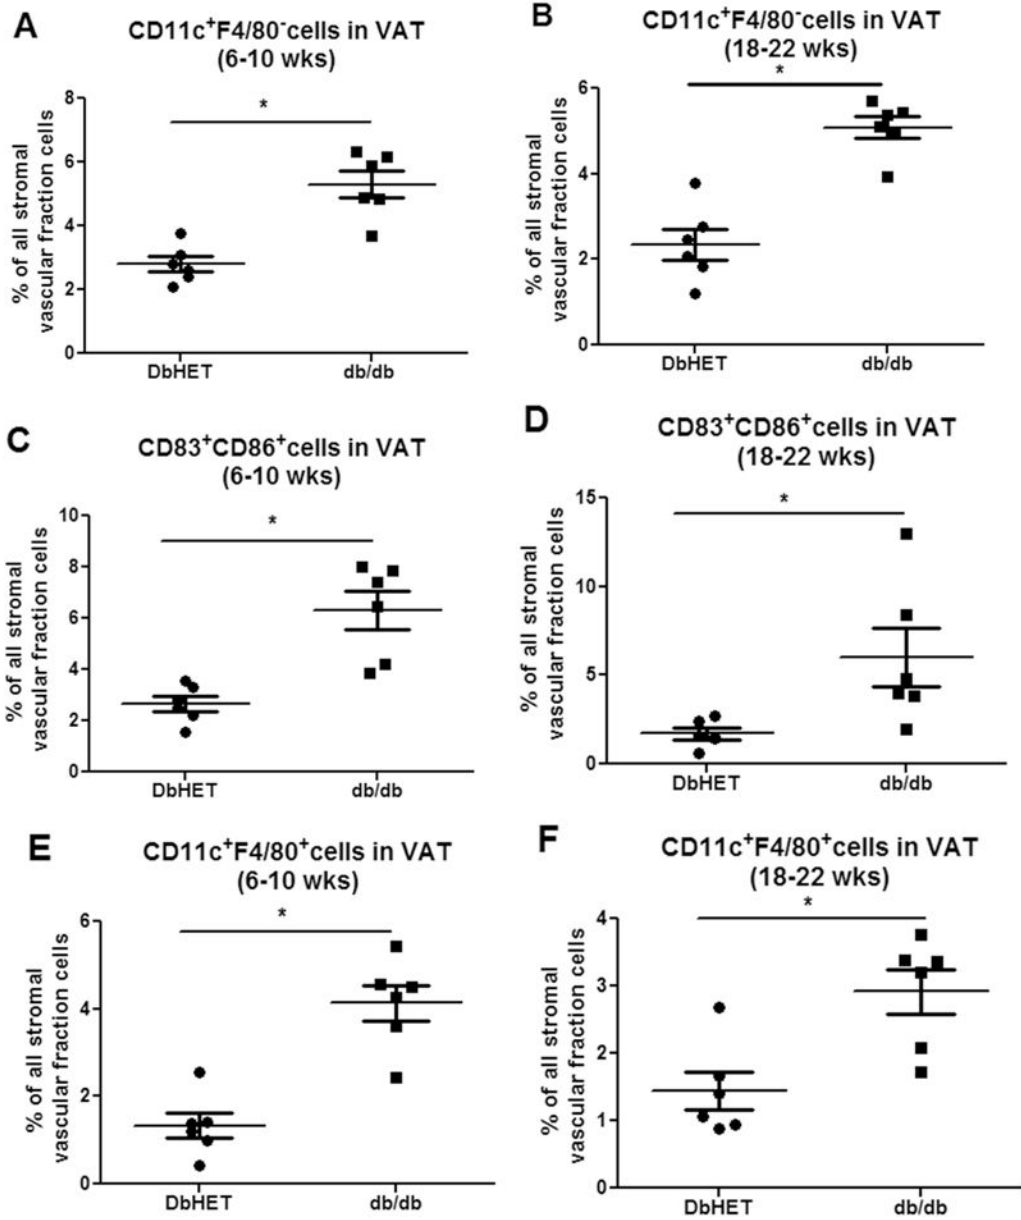 A
CD11c⁺F4/80⁻cells in VAT
(6-10 wks)
% of all stromal
vascular fraction cells
8
6
4
2
0
*
DbHET
db/db
B
CD11c⁺F4/80⁻cells in VAT
(18-22 wks)
% of all stromal
vascular fraction cells
6
4
2
0
*
DbHET
db/db
C
CD83⁺CD86⁺cells in VAT
(6-10 wks)
% of all stromal
vascular fraction cells
10
8
6
4
2
0
*
DbHET
db/db
D
CD83⁺CD86⁺cells in VAT
(18-22 wks)
% of all stromal
vascular fraction cells
15
10
5
0
*
DbHET
db/db
E
CD11c⁺F4/80⁺cells in VAT
(6-10 wks)
% of all stromal
vascular fraction cells
6
4
2
0
*
DbHET
db/db
F
CD11c⁺F4/80⁺cells in VAT
(18-22 wks)
% of all stromal
vascular fraction cells
4
3
2
1
0
*
DbHET
db/db